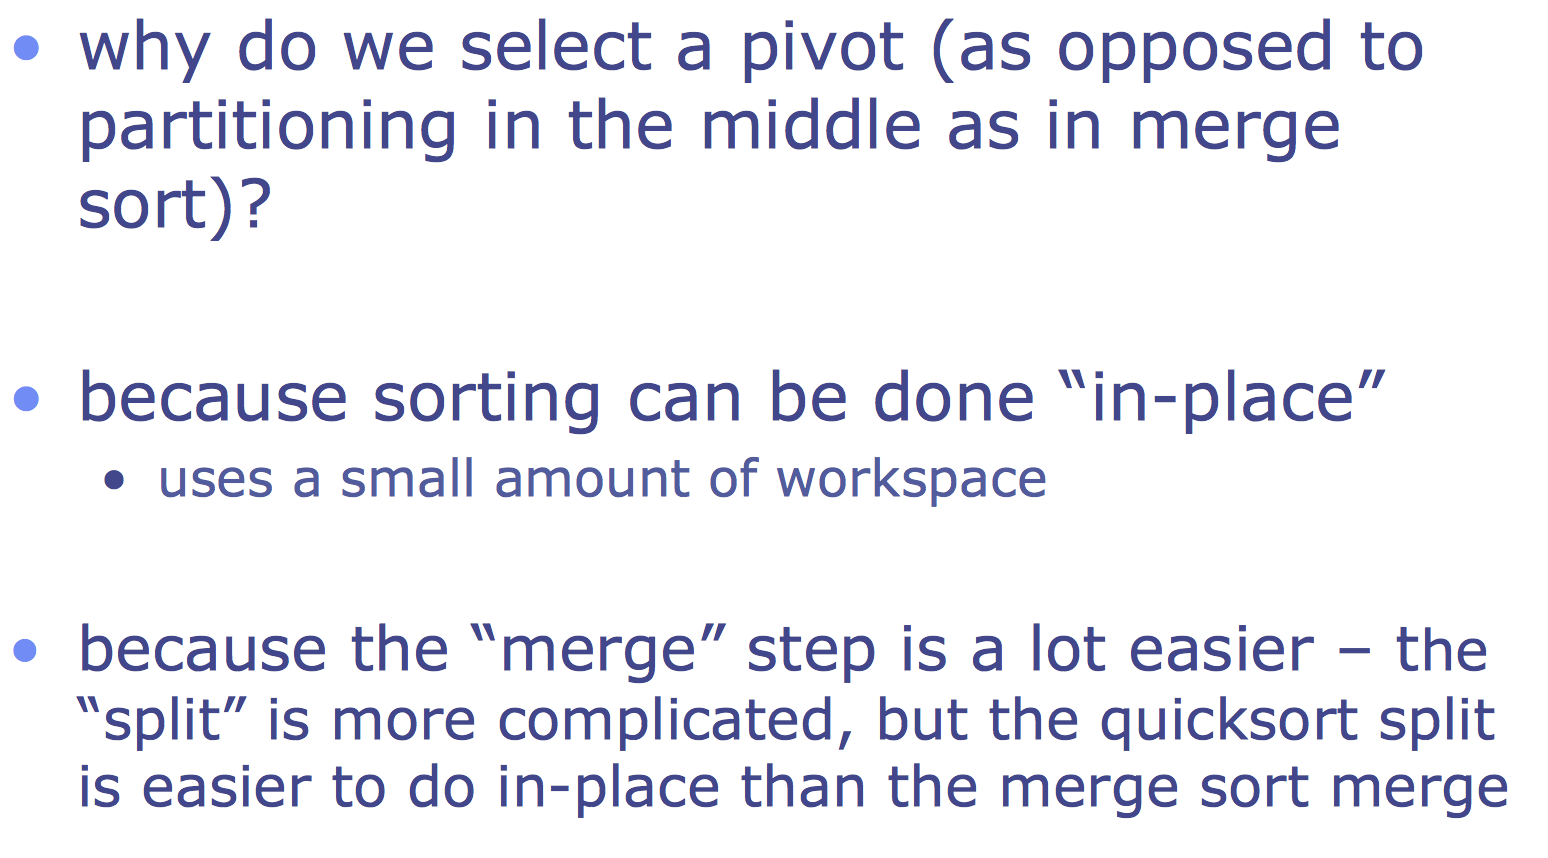 • why do we select a pivot (as opposed to
partitioning in the middle as in merge
sort)?
• because sorting can be done “in-place”
• uses a small amount of workspace
• because the “merge” step is a lot easier – the
“split” is more complicated, but the quicksort split
is easier to do in-place than the merge sort merge